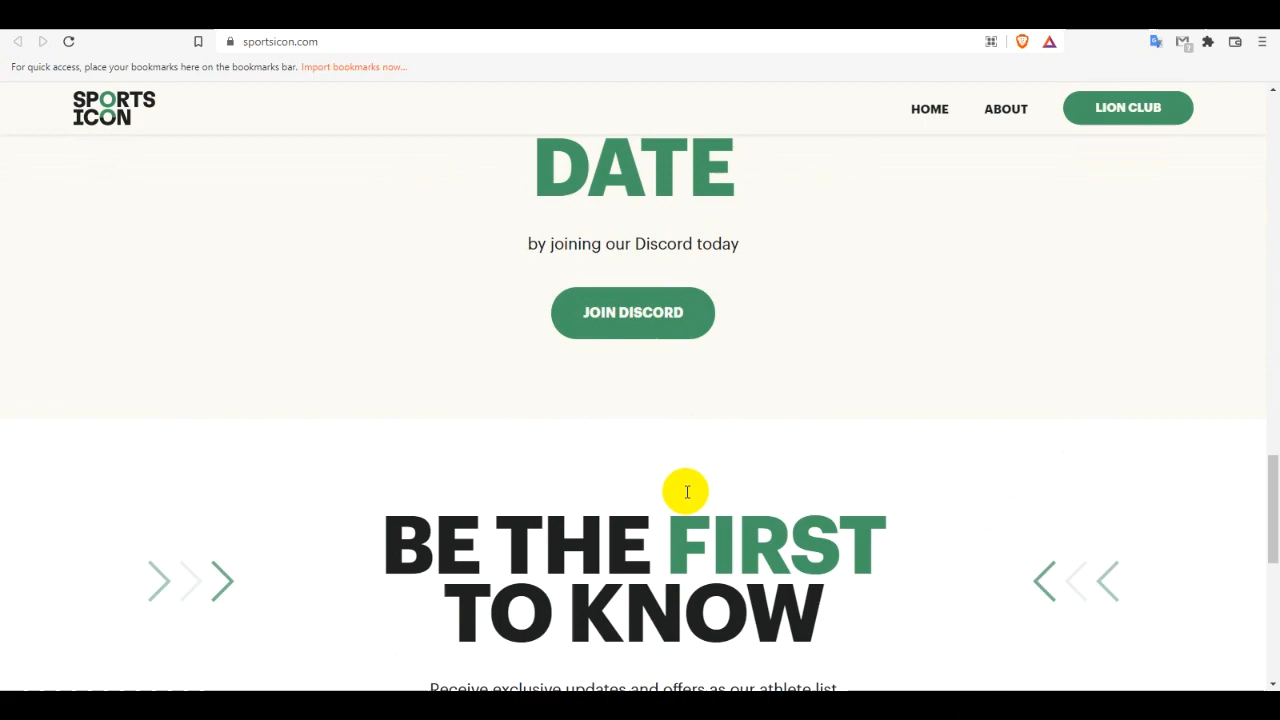 sportsicon.com
7
For quick access, place your bookmarks here on the bookmarks bar. Import bookmarks now...
SPORTS
ICON
HOME
ABOUT
LION CLUB
DATE
by joining our Discord today
JOIN DISCORD
BE THE FIRST
TO KNOW
Receive exclusive updates and offers as our athlete list